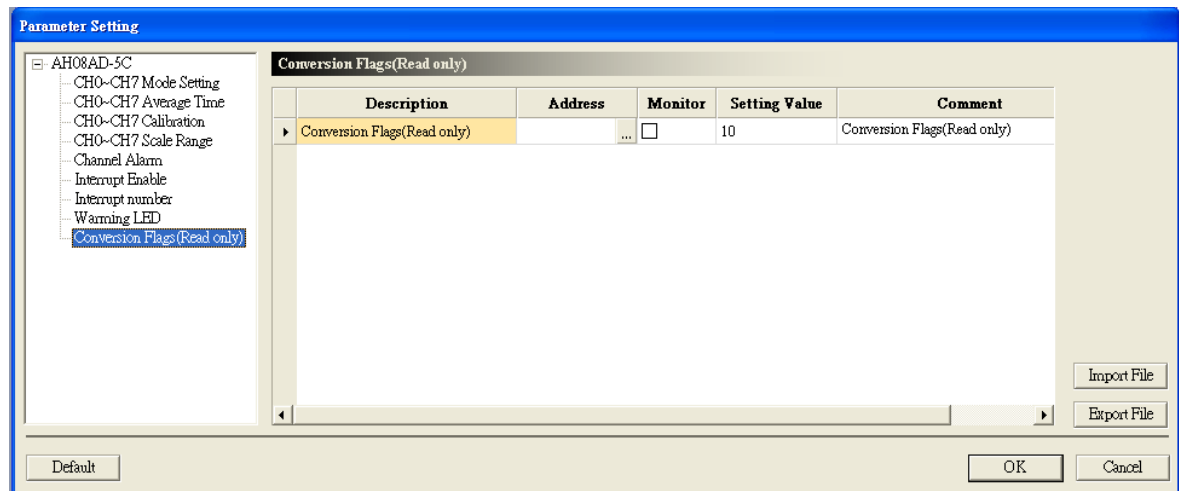 Parameter Setting
AH08AD-5C
CH0~CH7 Mode Setting
CH0~CH7 Average Time
CH0~CH7 Calibration
CH0~CH7 Scale Range
Channel Alarm
Interrupt Enable
Interrupt number
Warming LED
Conversion Flags(Read only)
Conversion Flags(Read only)
Description Address Monitor Setting Value Comment
Conversion Flags(Read only) ... 10 Conversion Flags(Read only)
Import File
Export File
Default OK Cancel